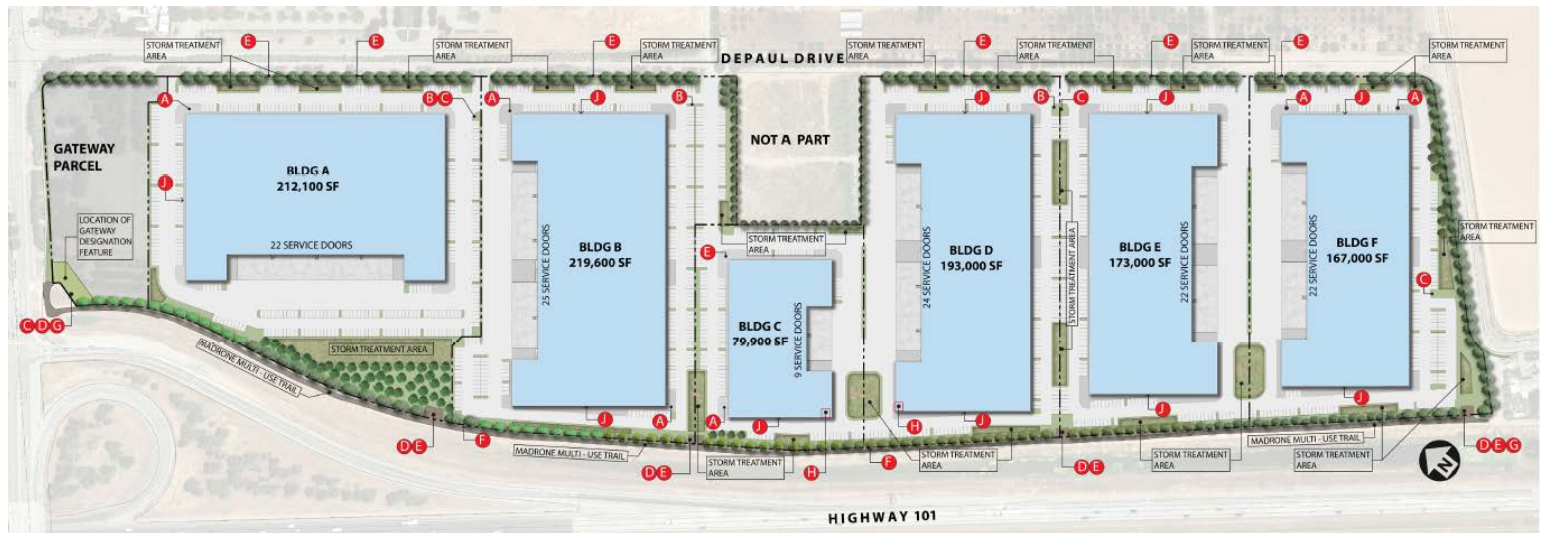 STORM TREATMENT
AREA
E
E
STORM TREATMENT
AREA
E
STORM TREATMENT
AREA
DEPAUL DRIVE
STORM TREATMENT
AREA
E
STORM TREATMENT
AREA
E
STORM TREATMENT
AREA
E
STORM TREATMENT
AREA
A
B C
A
J
B
J
B
C
J
A
J
A
GATEWAY
PARCEL
NOT A PART
BLDG A
212,100 SF
J
LOCATION OF
GATEWAY
DESIGNATION
FEATURE
22 SERVICE DOORS
25 SERVICE DOORS
BLDG B
219,600 SF
STORM TREATMENT
AREA
E
BLDG C
79,900 SF
9 SERVICE DOORS
24 SERVICE DOORS
BLDG D
193,000 SF
STORM TREATMENT AREA
BLDG E
173,000 SF
22 SERVICE DOORS
22 SERVICE DOORS
BLDG F
167,000 SF
STORM TREATMENT
AREA
C
C D G
MADRONE MULTI - USE TRAIL
STORM TREATMENT AREA
D E
F
J
A
A
J
H
J
J
J
H
MADRONE MULTI - USE TRAIL
D E
STORM TREATMENT
AREA
F
STORM TREATMENT
AREA
D E
STORM TREATMENT
AREA
MADRONE MULTI - USE TRAIL
STORM TREATMENT
AREA
D E G
N
HIGHWAY 101